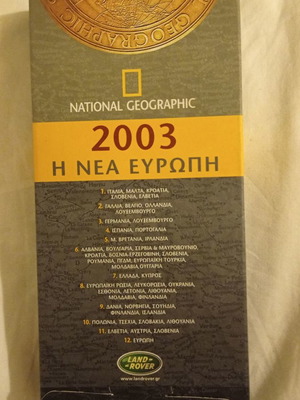 GEOGRAPHIC
NATIONAL GEOGRAPHIC
2003
Η ΝΕΑ ΕΥΡΩΠΗ
1. ΙΤΑΛΙΑ, ΜΑΛΤΑ, ΚΡΟΑΤΙΑ,
ΣΛΟΒΕΝΙΑ, ΕΛΒΕΤΙΑ
2. ΓΑΛΛΙΑ, ΒΕΛΓΙΟ, ΟΛΛΑΝΔΙΑ,
ΛΟΥΞΕΜΒΟΥΡΓΟ
3. ΓΕΡΜΑΝΙΑ, ΛΟΥΞΕΜΒΟΥΡΓΟ
4. ΙΣΠΑΝΙΑ, ΠΟΡΤΟΓΑΛΙΑ
5. Μ. ΒΡΕΤΑΝΙΑ, ΙΡΛΑΝΔΙΑ
6. ΑΛΒΑΝΙΑ, ΒΟΥΛΓΑΡΙΑ, ΣΕΡΒΙΑ & ΜΑΥΡΟΒΟΥΝΙΟ,
ΚΡΟΑΤΙΑ, ΒΟΣΝΙΑ-ΕΡΖΕΓΟΒΙΝΗ, ΣΛΟΒΕΝΙΑ,
ΡΟΥΜΑΝΙΑ, ΠΓΔΜ, ΕΥΡΩΠΑΪΚΗ ΤΟΥΡΚΙΑ,
ΜΟΛΔΑΒΙΑ, ΟΥΓΓΑΡΙΑ
7. ΕΛΛΑΔΑ, ΚΥΠΡΟΣ
8. ΕΥΡΩΠΑΪΚΗ ΡΩΣΙΑ, ΛΕΥΚΟΡΩΣΙΑ, ΟΥΚΡΑΝΙΑ,
ΕΣΘΟΝΙΑ, ΛΕΤΟΝΙΑ, ΛΙΘΟΥΑΝΙΑ,
ΜΟΛΔΑΒΙΑ, ΦΙΝΛΑΝΔΙΑ
9. ΔΑΝΙΑ, ΝΟΡΒΗΓΙΑ, ΣΟΥΗΔΙΑ,
ΦΙΝΛΑΝΔΙΑ, ΙΣΛΑΝΔΙΑ
10. ΠΟΛΩΝΙΑ, ΤΣΕΧΙΑ, ΣΛΟΒΑΚΙΑ, ΛΙΘΟΥΑΝΙΑ
11. ΕΛΒΕΤΙΑ, ΑΥΣΤΡΙΑ, ΣΛΟΒΕΝΙΑ
12. ΕΥΡΩΠΗ
LAND
ROVER
www.landrover.gr